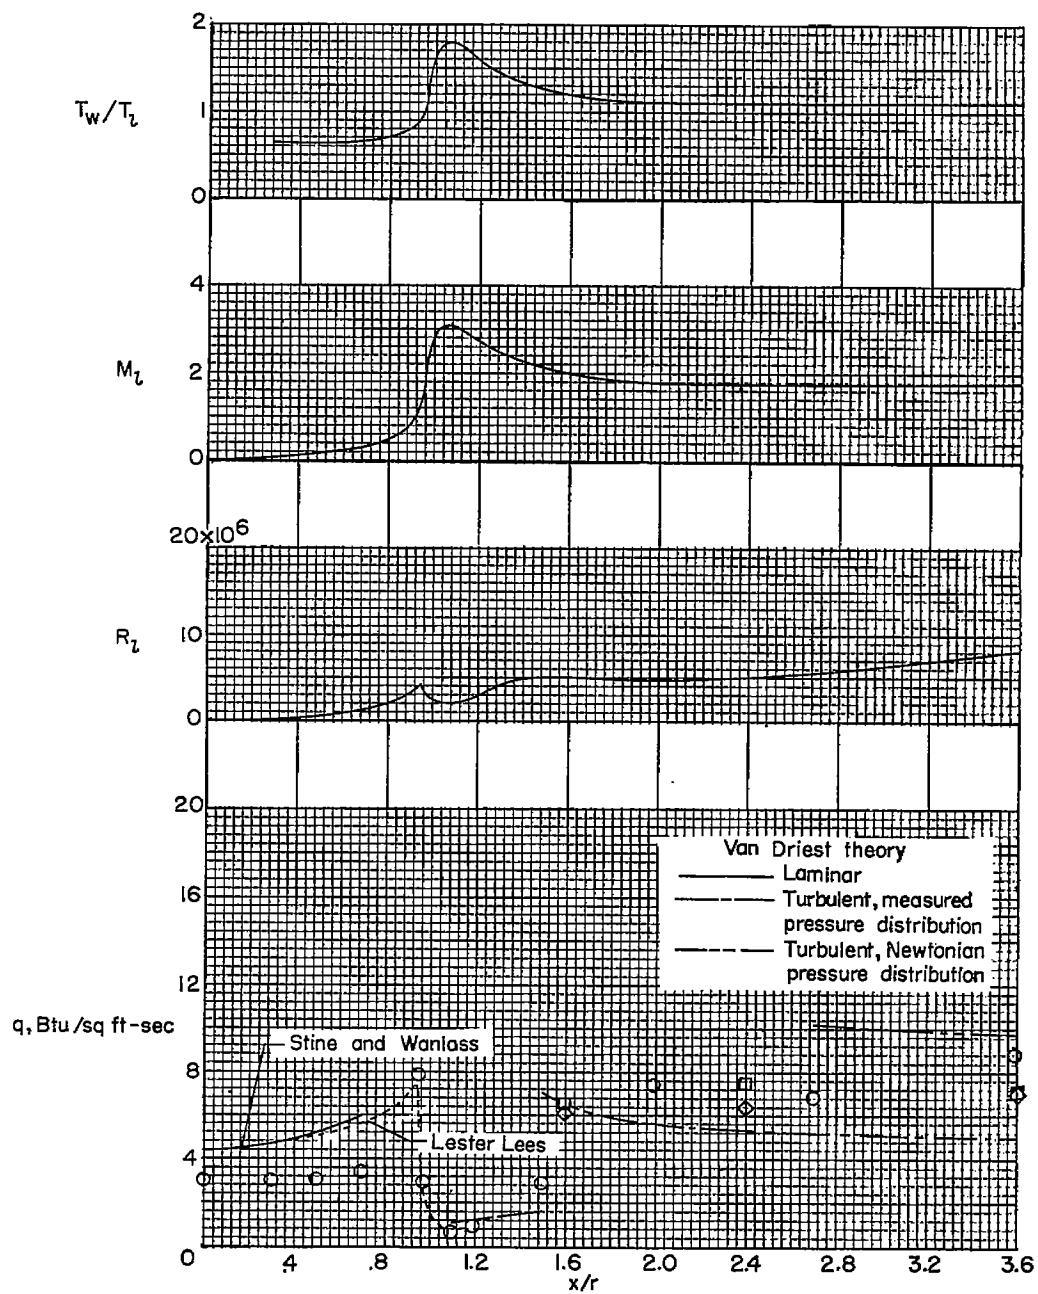 2
T_w/T_l
1
0
4
M_l
2
0
20×10^6
R_l
10
0
20
Van Driest theory
Laminar
16
Turbulent, measured
pressure distribution
Turbulent, Newtonian
pressure distribution
12
q, Btu/sq ft-sec
Stine and Wanlass
8
Lester Lees
4
0 .4 .8 1.2 1.6 2.0 2.4 2.8 3.2 3.6
x/r